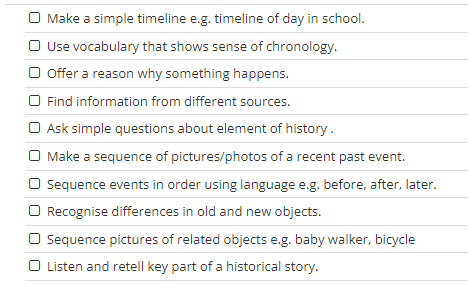 Make a simple timeline e.g. timeline of day in school.
Use vocabulary that shows sense of chronology.
Offer a reason why something happens.
Find information from different sources.
Ask simple questions about element of history .
Make a sequence of pictures/photos of a recent past event.
Sequence events in order using language e.g. before, after, later.
Recognise differences in old and new objects.
Sequence pictures of related objects e.g. baby walker, bicycle
Listen and retell key part of a historical story.